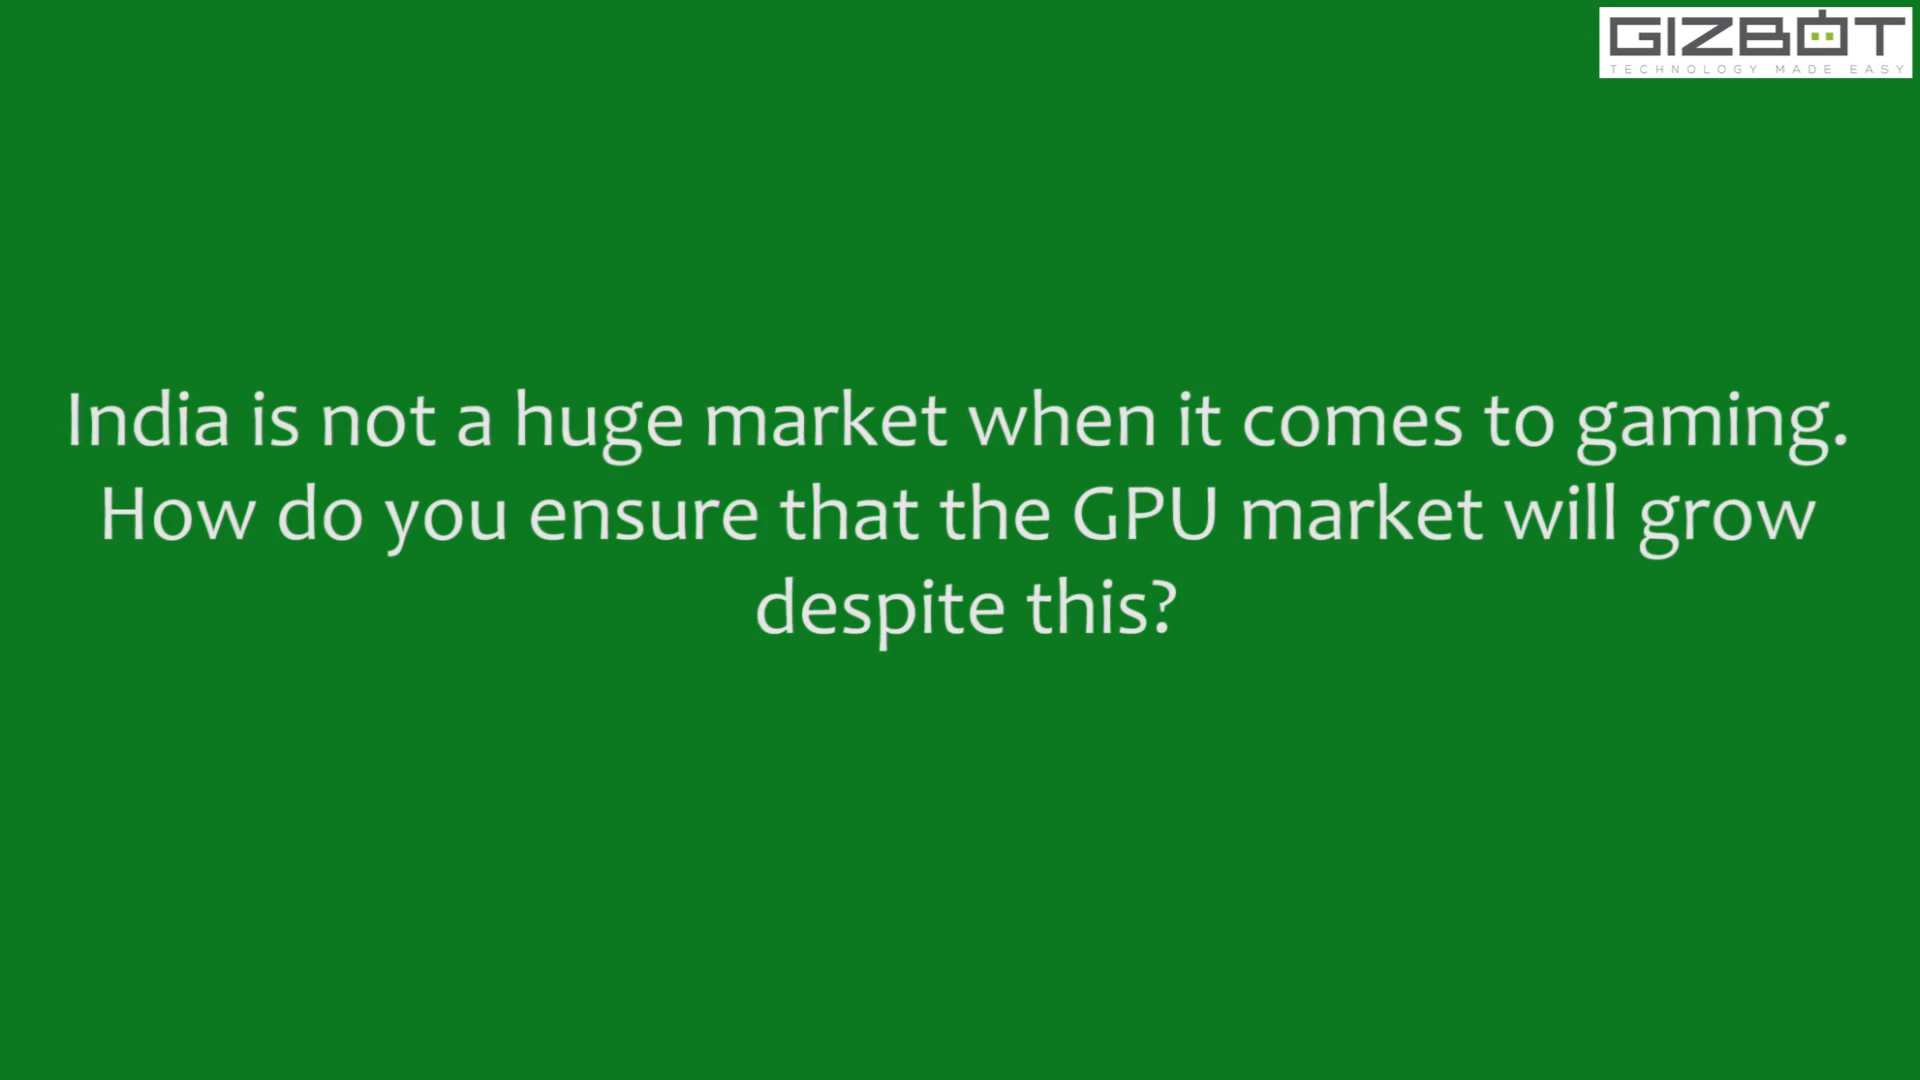 GIZBOT
TECHNOLOGY MADE EASY
India is not a huge market when it comes to gaming.
How do you ensure that the GPU market will grow
despite this?